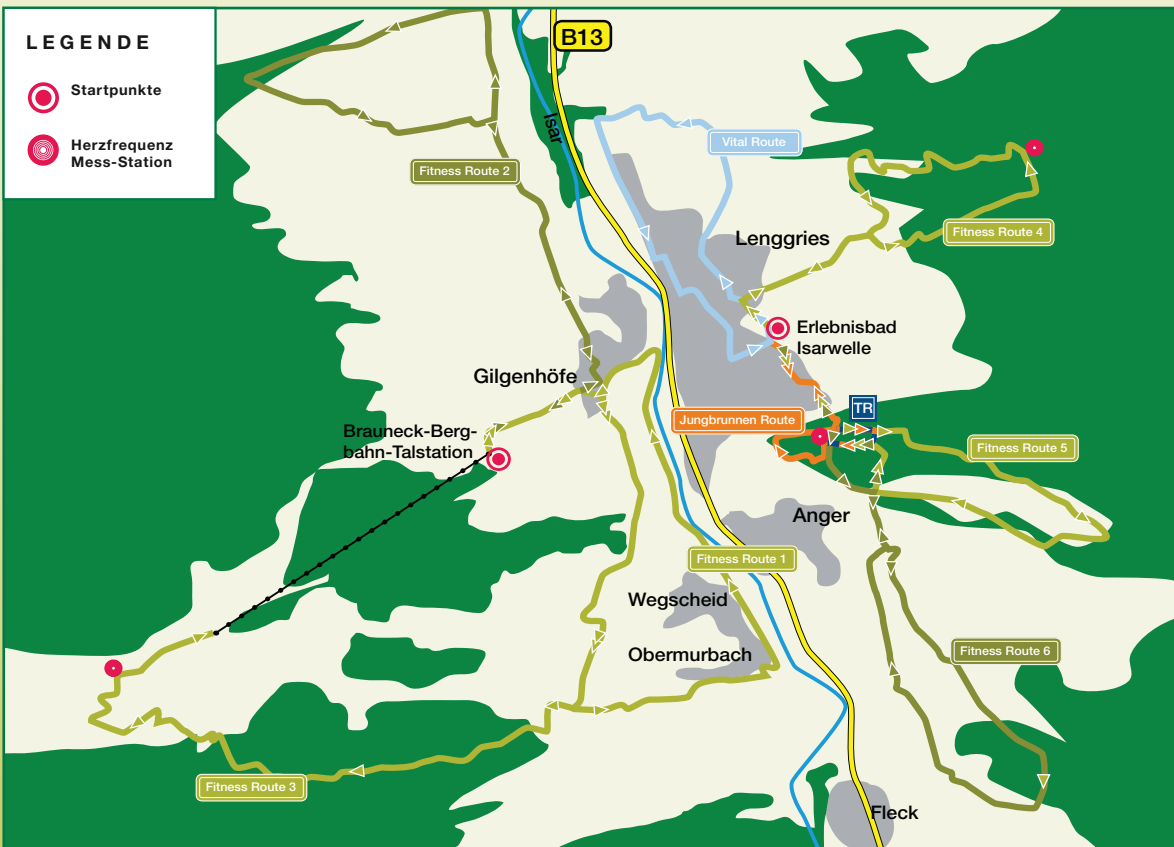 LEGENDE
Startpunkte
Herzfrequenz
Mess-Station
B13
Isar
Vital Route
Fitness Route 2
Lenggries
Fitness Route 4
Erlebnisbad
Isarwelle
Gilgenhöfe
TR
Jungbrunnen Route
Brauneck-Berg-
bahn-Talstation
Fitness Route 5
Anger
Fitness Route 1
Wegscheid
Obermurbach
Fitness Route 6
Fitness Route 3
Fleck